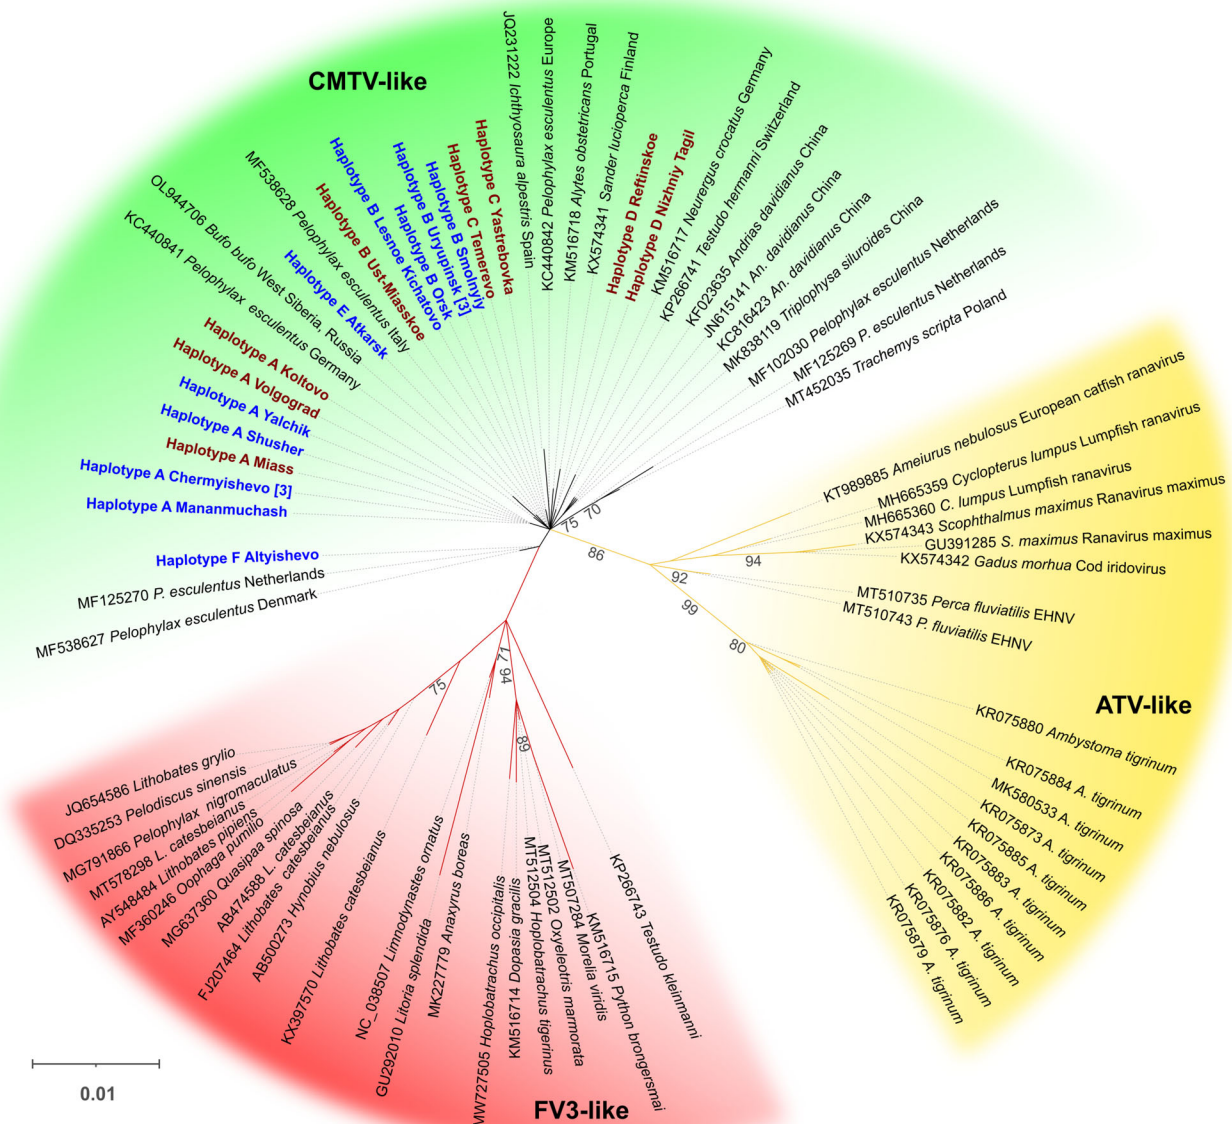 CMTV-like
MF538627 Pelophylax esculentus Denmark
MF125270 P. esculentus Netherlands
Haplotype F Altyishevo
Haplotype A Mananmuchash
Haplotype A Chermyishevo [3]
Haplotype A Miass
Haplotype A Shusher
Haplotype A Yalchik
Haplotype A Volgograd
Haplotype A Koltovo
KC440841 Pelophylax esculentus Germany
OL944706 Bufo bufo West Siberia, Russia
Haplotype E Atkarsk
MF538628 Pelophylax esculentus Italy
Haplotype B Ust-Miasskoe
Haplotype B Lesnoe Kichatovo
Haplotype B Orsk
Haplotype B Uryupinsk [3]
Haplotype B Smolnyiy
Haplotype C Temerevo
Haplotype C Yastrebovka
JQ231222 Ichthyosaura alpestris Spain
KC440842 Pelophylax esculentus Europe
KM516718 Alytes obstetricans Portugal
KX574341 Sander lucioperca Finland
Haplotype D Reftinskoe
Haplotype D Nizhniy Tagil
KM516717 Neurergus crocatus Germany
KP266741 Testudo hermanni Switzerland
KF023635 Andrias davidianus China
JN615141 An. davidianus China
KC816423 An. davidianus China
MK838119 Triplophysa siluroides China
MF102030 Pelophylax esculentus Netherlands
MF125269 P. esculentus Netherlands
MT452035 Trachemys scripta Poland
75
70
86
KT989885 Ameiurus nebulosus European catfish ranavirus
MH665359 Cyclopterus lumpus Lumpfish ranavirus
MH665360 C. lumpus Lumpfish ranavirus
KX574343 Scophthalmus maximus Ranavirus maximus
GU391285 S. maximus Ranavirus maximus
KX574342 Gadus morhua Cod iridovirus
94
92
MT510735 Perca fluviatilis EHNV
MT510743 P. fluviatilis EHNV
99
80
ATV-like
KR075880 Ambystoma tigrinum
KR075884 A. tigrinum
MK580533 A. tigrinum
KR075873 A. tigrinum
KR075885 A. tigrinum
KR075883 A. tigrinum
KR075886 A. tigrinum
KR075882 A. tigrinum
KR075876 A. tigrinum
KR075879 A. tigrinum
71
94
75
89
JQ654586 Lithobates grylio
DQ335253 Pelodiscus sinensis
MG791866 Pelophylax nigromaculatus
MT578298 L. catesbeianus
AY548484 Lithobates pipiens
MF360246 Oophaga pumilio
MG637360 Quasipaa spinosa
AB474588 L. catesbeianus
FJ207464 Lithobates catesbeianus
AB500273 Hynobius nebulosus
KX397570 Lithobates catesbeianus
NC_038507 Limnodynastes ornatus
GU292010 Litoria splendida
MK227779 Anaxyrus boreas
MW727505 Hoplobatrachus occipitalis
KM516714 Dopasia gracilis
MT512504 Hoplobatrachus tigerinus
MT512502 Oxyeleotris marmorata
MT507284 Morelia viridis
KM516715 Python brongersmai
KP266743 Testudo kleinmanni
FV3-like
0.01